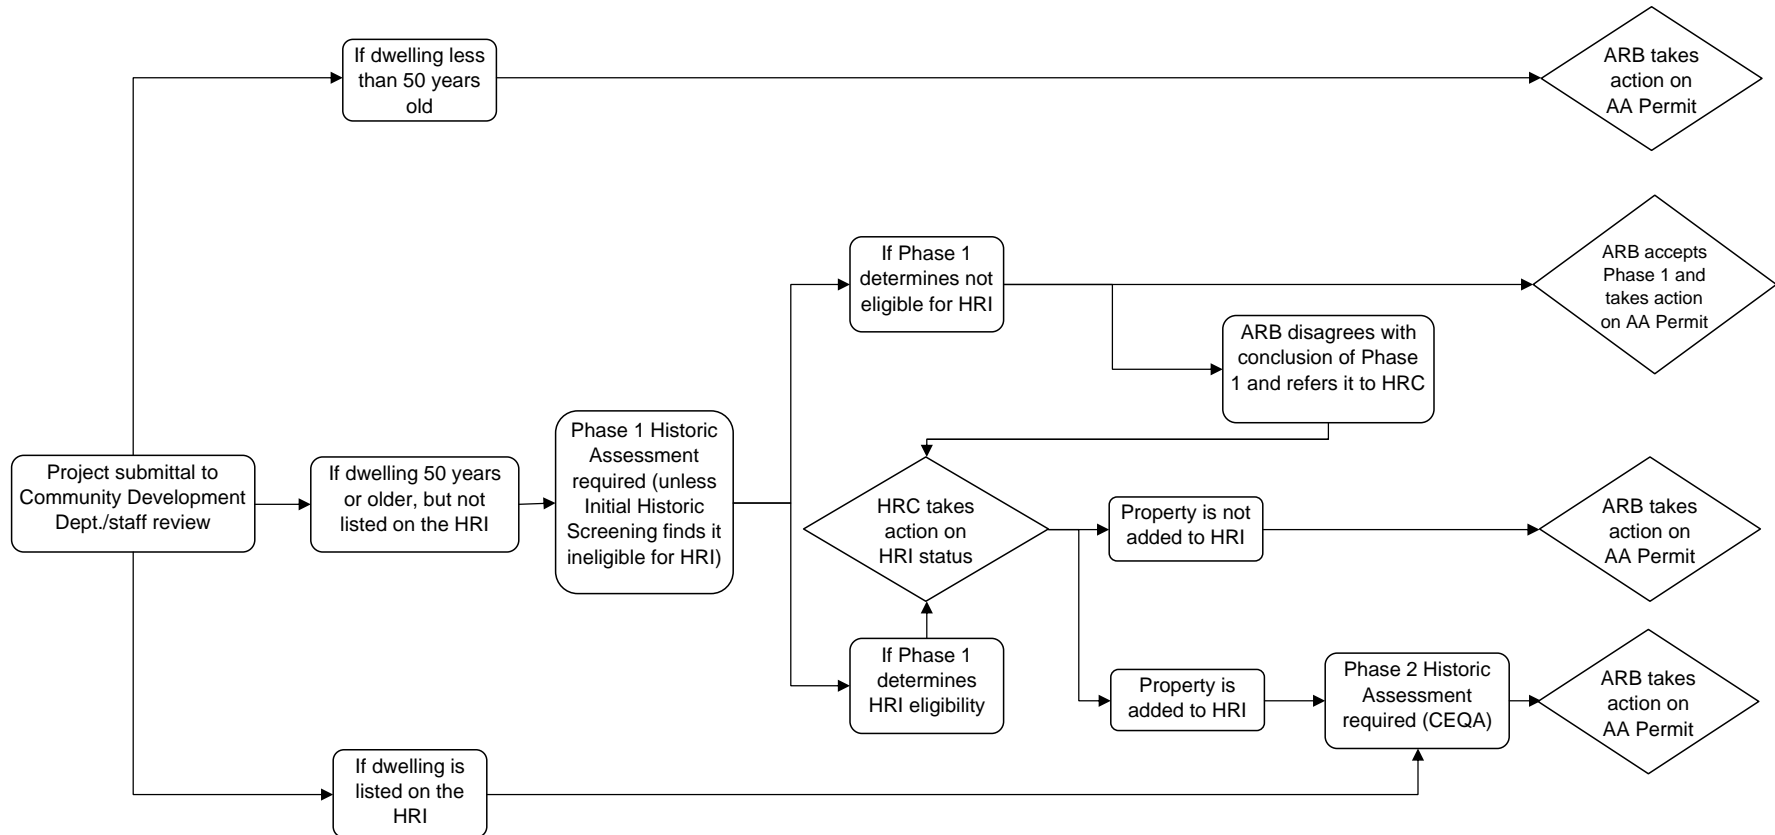 If dwelling less
than 50 years
old
ARB takes
action on
AA Permit
If Phase 1
determines not
eligible for HRI
ARB accepts
Phase 1 and
takes action
on AA Permit
ARB disagrees with
conclusion of Phase
1 and refers it to HRC
Project submittal to
Community Development
Dept./staff review
If dwelling 50 years
or older, but not
listed on the HRI
Phase 1 Historic
Assessment
required (unless
Initial Historic
Screening finds it
ineligible for HRI)
HRC takes
action on
HRI status
Property is not
added to HRI
ARB takes
action on
AA Permit
If Phase 1
determines
HRI eligibility
Property is
added to HRI
Phase 2 Historic
Assessment
required (CEQA)
ARB takes
action on
AA Permit
If dwelling is
listed on the
HRI